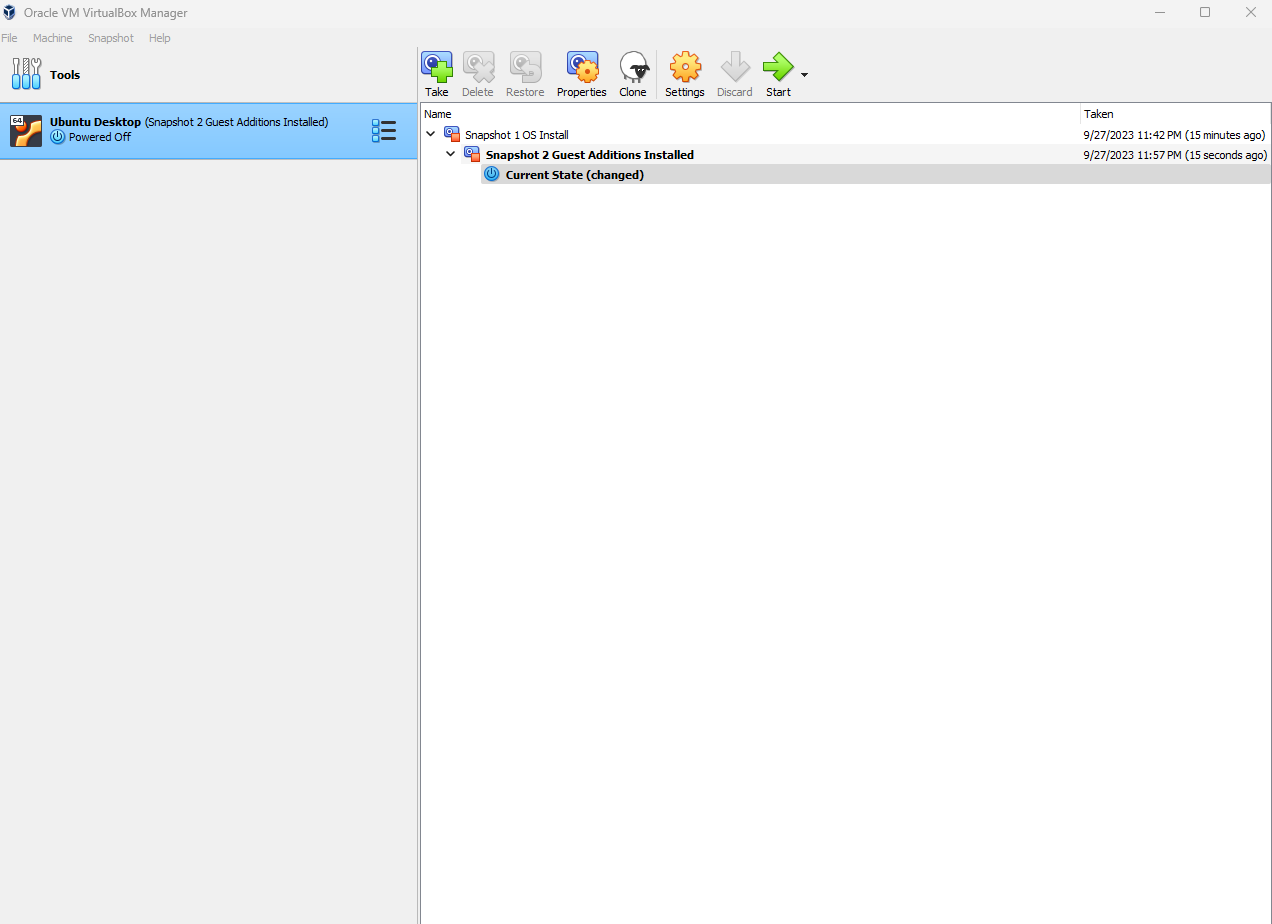 Oracle VM VirtualBox Manager
File Machine Snapshot Help
Tools
Take Delete Restore Properties Clone Settings Discard Start
64
Ubuntu Desktop (Snapshot 2 Guest Additions Installed)
Powered Off
Name Taken
Snapshot 1 OS Install 9/27/2023 11:42 PM (15 minutes ago)
Snapshot 2 Guest Additions Installed 9/27/2023 11:57 PM (15 seconds ago)
Current State (changed)